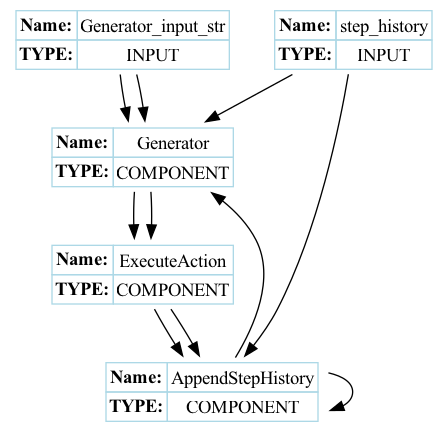 Name: Generator_input_str
TYPE: INPUT
Name: step_history
TYPE: INPUT
Name: Generator
TYPE: COMPONENT
Name: ExecuteAction
TYPE: COMPONENT
Name: AppendStepHistory
TYPE: COMPONENT